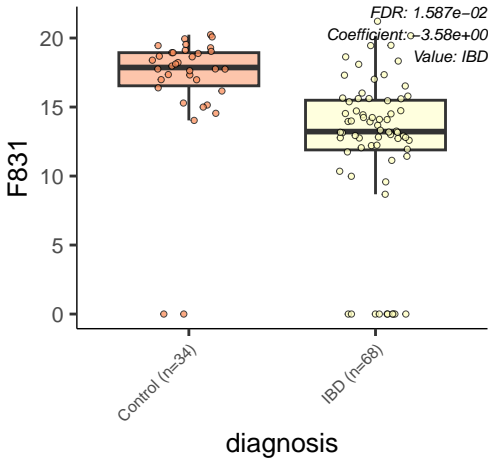 FDR: 1.587e−02
Coefficient: −3.58e+00
Value: IBD
20
15
10
5
0
F831
Control (n=34)
IBD (n=68)
diagnosis